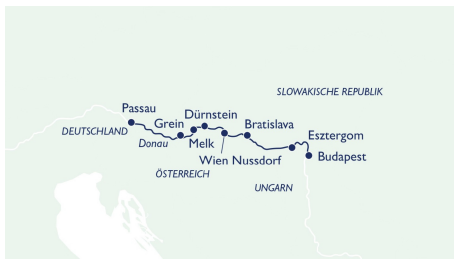 SLOWAKISCHE REPUBLIK
Passau
Dürnstein
Grein
Bratislava
DEUTSCHLAND
Esztergom
Donau
Melk
Wien Nussdorf
Budapest
ÖSTERREICH
UNGARN